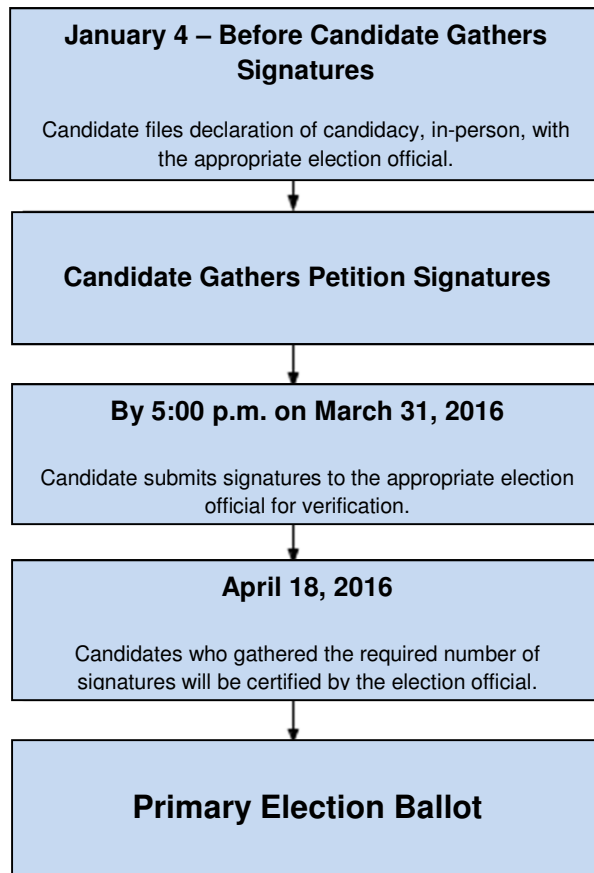 January 4 – Before Candidate Gathers
Signatures
Candidate files declaration of candidacy, in-person, with
the appropriate election official.
Candidate Gathers Petition Signatures
By 5:00 p.m. on March 31, 2016
Candidate submits signatures to the appropriate election
official for verification.
April 18, 2016
Candidates who gathered the required number of
signatures will be certified by the election official.
Primary Election Ballot